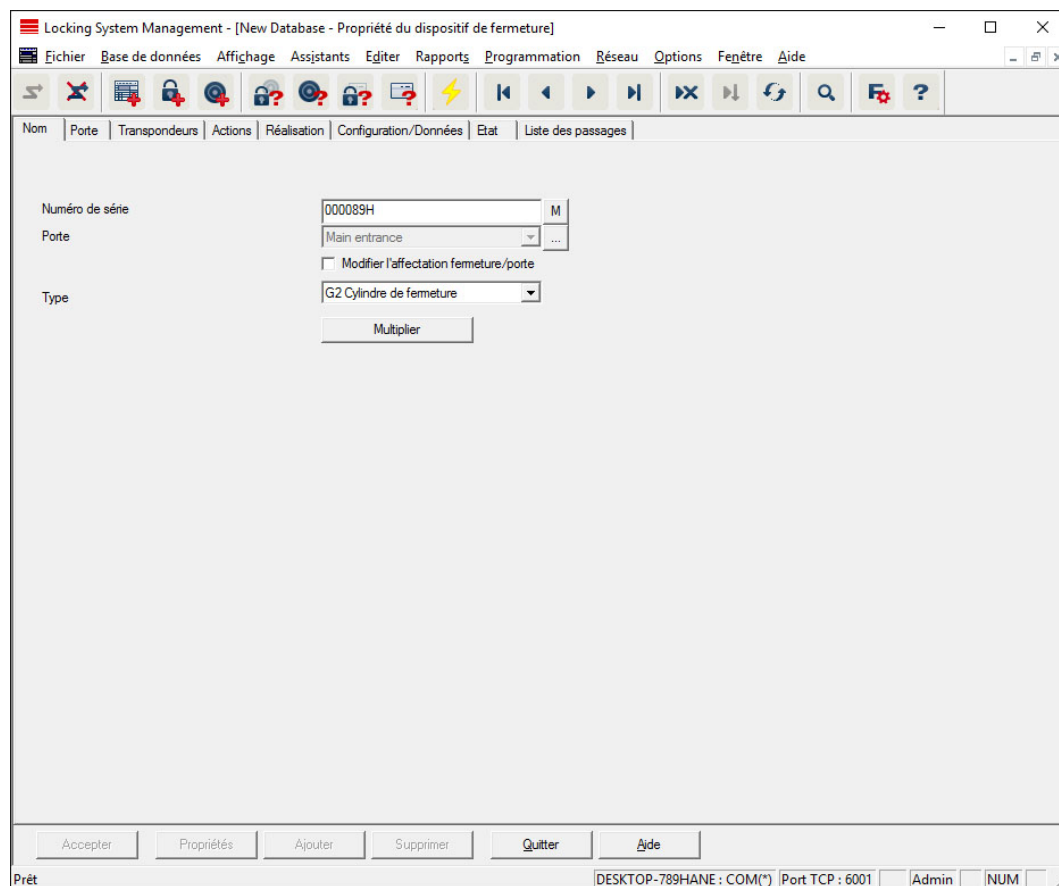 Locking System Management - [New Database - Propriété du dispositif de fermeture]
Fichier Base de données Affichage Assistants Editer Rapports Programmation Réseau Options Fenêtre Aide
Nom Porte Transpondeurs Actions Réalisation Configuration/Données Etat Liste des passages
Numéro de série 000089H M
Porte Main entrance ...
Modifier l'affectation fermeture/porte
Type G2 Cylindre de fermeture
Multiplier
Accepter Propriétés Ajouter Supprimer Quitter Aide
Prêt DESKTOP-789HANE : COM(*) Port TCP : 6001 Admin NUM